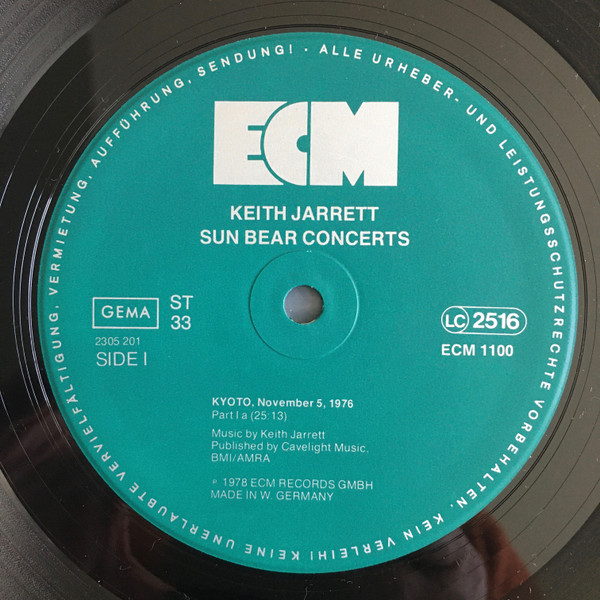 KEINE UNERLAUBTE VERVIELFÄLTIGUNG, VERMIETUNG, AUFFÜHRUNG, SENDUNG! · ALLE URHEBER- UND LEISTUNGSSCHUTZRECHTE VORBEHALTEN, KEIN VERLEIH!
ECM
KEITH JARRETT
SUN BEAR CONCERTS
GEMA
ST
33
LC 2516
2305 201
SIDE I
ECM 1100
KYOTO, November 5, 1976
Part I a (25:13)
Music by Keith Jarrett
Published by Cavelight Music,
BMI/AMRA
℗ 1978 ECM RECORDS GMBH
MADE IN W. GERMANY